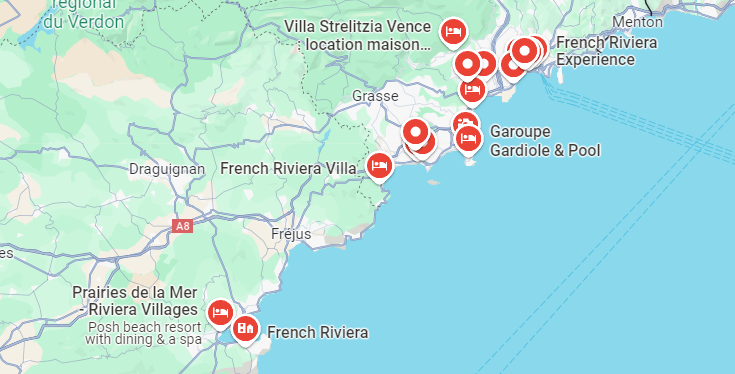 régional
du Verdon
Villa Strelitzia Vence
: location maison...
Menton
French Riviera
Experience
Grasse
Garoupe
Gardiole & Pool
Draguignan
French Riviera Villa
A8
Fréjus
es
Prairies de la Mer
- Riviera Villages
Posh beach resort
with dining & a spa
French Riviera